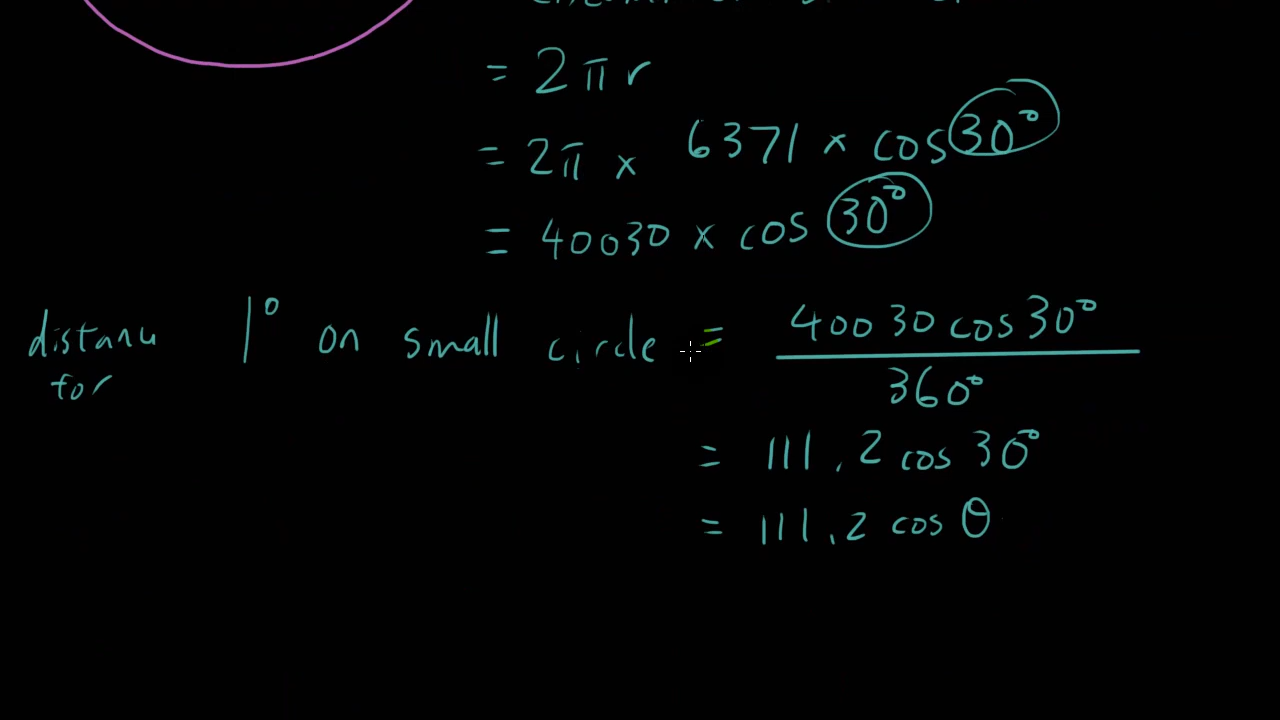 = 2πr
= 2π × 6371 × cos 30°
= 40030 × cos 30°
distance 1° on small circle = 40030 cos 30°
for
360°
= 111.2 cos 30°
= 111.2 cos θ